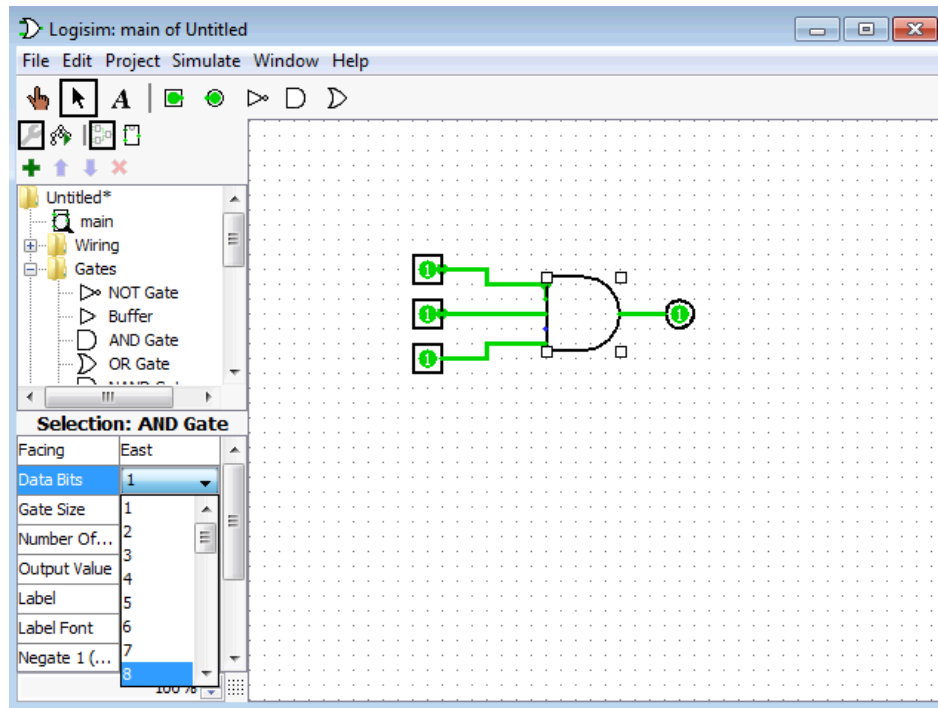 Logisim: main of Untitled
File Edit Project Simulate Window Help
A
Untitled*
main
Wiring
Gates
NOT Gate
Buffer
AND Gate
OR Gate
Selection: AND Gate
Facing East
Data Bits 1
Gate Size 1
Number Of... 2
3
Output Value 4
Label 5
Label Font 6
7
Negate 1 (... 8
100 %
1
1
1
1